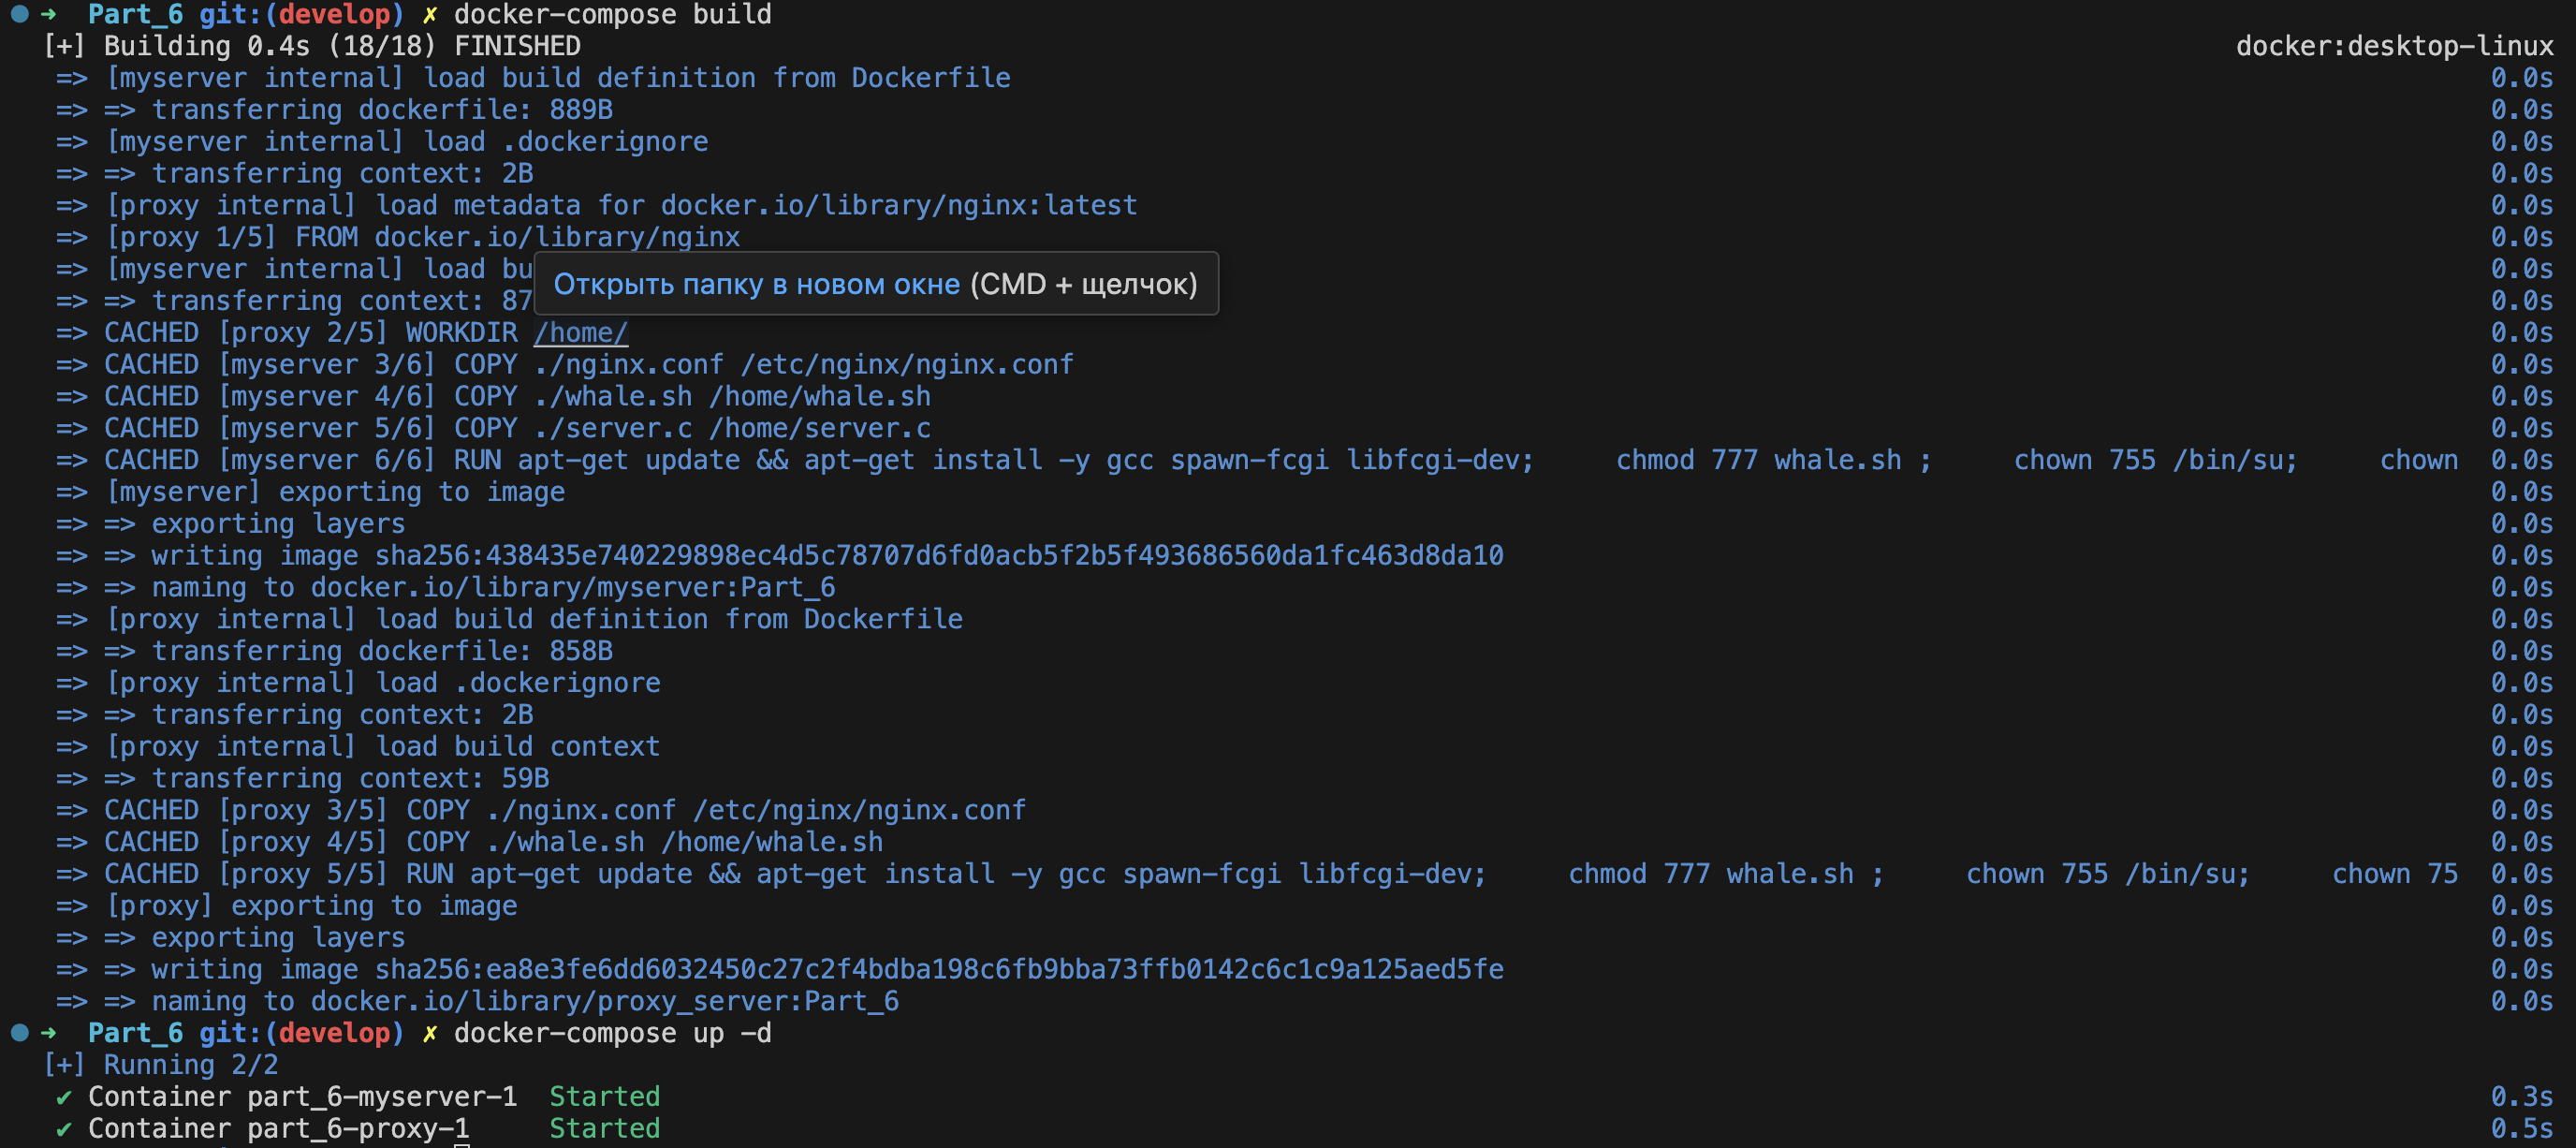 ➜ Part_6 git:(develop) ✗ docker-compose build
[+] Building 0.4s (18/18) FINISHED docker:desktop-linux
=> [myserver internal] load build definition from Dockerfile 0.0s
=> => transferring dockerfile: 889B 0.0s
=> [myserver internal] load .dockerignore 0.0s
=> => transferring context: 2B 0.0s
=> [proxy internal] load metadata for docker.io/library/nginx:latest 0.0s
=> [proxy 1/5] FROM docker.io/library/nginx 0.0s
=> [myserver internal] load bu 0.0s
Открыть папку в новом окне (CMD + щелчок)
=> => transferring context: 87 0.0s
=> CACHED [proxy 2/5] WORKDIR /home/ 0.0s
=> CACHED [myserver 3/6] COPY ./nginx.conf /etc/nginx/nginx.conf 0.0s
=> CACHED [myserver 4/6] COPY ./whale.sh /home/whale.sh 0.0s
=> CACHED [myserver 5/6] COPY ./server.c /home/server.c 0.0s
=> CACHED [myserver 6/6] RUN apt-get update && apt-get install -y gcc spawn-fcgi libfcgi-dev; chmod 777 whale.sh ; chown 755 /bin/su; chown 0.0s
=> [myserver] exporting to image 0.0s
=> => exporting layers 0.0s
=> => writing image sha256:438435e740229898ec4d5c78707d6fd0acb5f2b5f493686560da1fc463d8da10 0.0s
=> => naming to docker.io/library/myserver:Part_6 0.0s
=> [proxy internal] load build definition from Dockerfile 0.0s
=> => transferring dockerfile: 858B 0.0s
=> [proxy internal] load .dockerignore 0.0s
=> => transferring context: 2B 0.0s
=> [proxy internal] load build context 0.0s
=> => transferring context: 59B 0.0s
=> CACHED [proxy 3/5] COPY ./nginx.conf /etc/nginx/nginx.conf 0.0s
=> CACHED [proxy 4/5] COPY ./whale.sh /home/whale.sh 0.0s
=> CACHED [proxy 5/5] RUN apt-get update && apt-get install -y gcc spawn-fcgi libfcgi-dev; chmod 777 whale.sh ; chown 755 /bin/su; chown 75 0.0s
=> [proxy] exporting to image 0.0s
=> => exporting layers 0.0s
=> => writing image sha256:ea8e3fe6dd6032450c27c2f4bdba198c6fb9bba73ffb0142c6c1c9a125aed5fe 0.0s
=> => naming to docker.io/library/proxy_server:Part_6 0.0s
➜ Part_6 git:(develop) ✗ docker-compose up -d
[+] Running 2/2
✔ Container part_6-myserver-1 Started 0.3s
✔ Container part_6-proxy-1 Started 0.5s